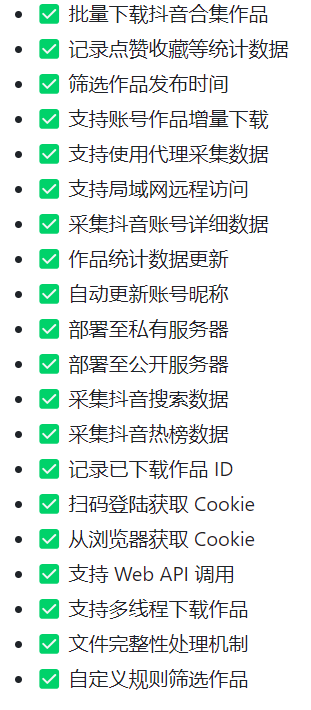 批量下载抖音合集作品
记录点赞收藏等统计数据
筛选作品发布时间
支持账号作品增量下载
支持使用代理采集数据
支持局域网远程访问
采集抖音账号详细数据
作品统计数据更新
自动更新账号昵称
部署至私有服务器
部署至公开服务器
采集抖音搜索数据
采集抖音热榜数据
记录已下载作品 ID
扫码登陆获取 Cookie
从浏览器获取 Cookie
支持 Web API 调用
支持多线程下载作品
文件完整性处理机制
自定义规则筛选作品